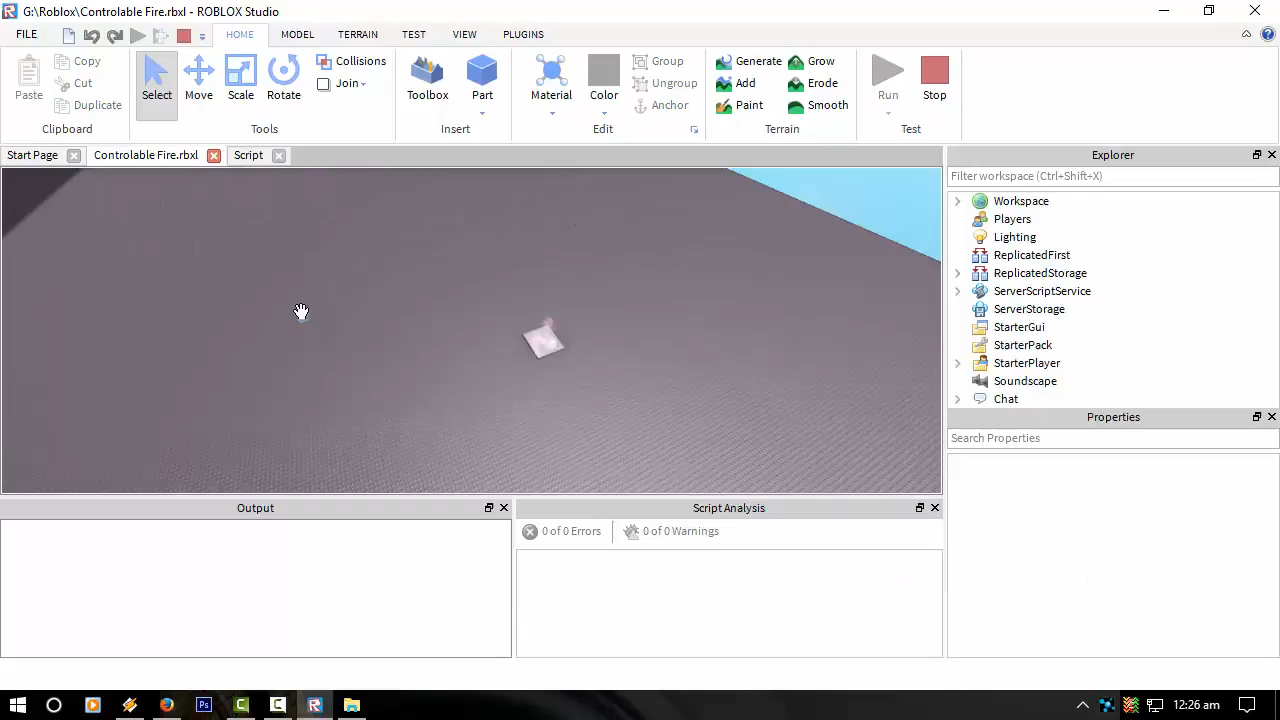 G:\Roblox\Controlable Fire.rbxl - ROBLOX Studio
FILE HOME MODEL TERRAIN TEST VIEW PLUGINS
Paste Copy Cut Duplicate
Select Move Scale Rotate Collisions Join
Toolbox Part
Material Color Group Ungroup Anchor
Generate Add Paint Grow Erode Smooth
Run Stop
Clipboard Tools Insert Edit Terrain Test
Start Page Controlable Fire.rbxl Script
Explorer
Filter workspace (Ctrl+Shift+X)
Workspace
Players
Lighting
ReplicatedFirst
ReplicatedStorage
ServerScriptService
ServerStorage
StarterGui
StarterPack
StarterPlayer
Soundscape
Chat
Properties
Search Properties
Output
Script Analysis
0 of 0 Errors 0 of 0 Warnings
Ps
12:26 am